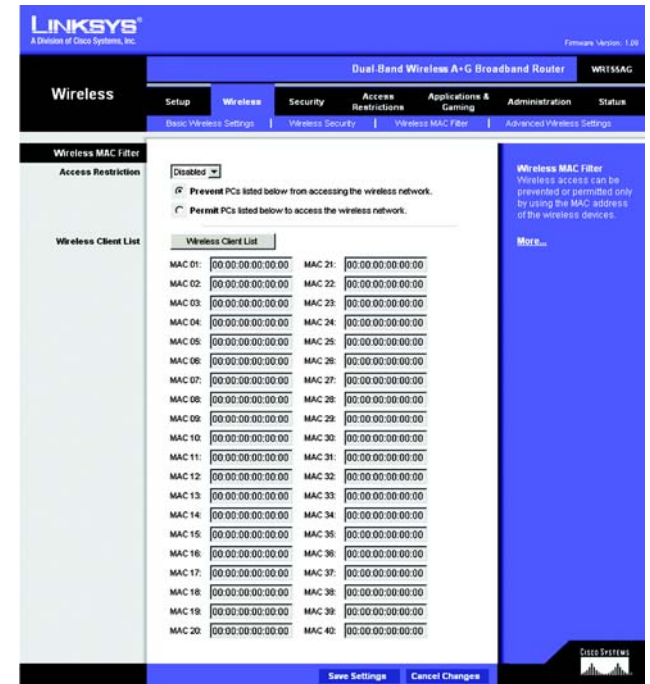 LINKSYS®
A Division of Cisco Systems, Inc.
Firmware Version: 1.09
Dual-Band Wireless A+G Broadband Router WRT55AG
Wireless
Setup Wireless Security Access Restrictions Applications & Gaming Administration Status
Basic Wireless Settings | Wireless Security | Wireless MAC Filter | Advanced Wireless Settings
Wireless MAC Filter
Access Restriction
Disabled
Prevent PCs listed below from accessing the wireless network.
Permit PCs listed below to access the wireless network.
Wireless Client List
Wireless Client List
MAC 01: 00:00:00:00:00:00 MAC 21: 00:00:00:00:00:00
MAC 02: 00:00:00:00:00:00 MAC 22: 00:00:00:00:00:00
MAC 03: 00:00:00:00:00:00 MAC 23: 00:00:00:00:00:00
MAC 04: 00:00:00:00:00:00 MAC 24: 00:00:00:00:00:00
MAC 05: 00:00:00:00:00:00 MAC 25: 00:00:00:00:00:00
MAC 06: 00:00:00:00:00:00 MAC 26: 00:00:00:00:00:00
MAC 07: 00:00:00:00:00:00 MAC 27: 00:00:00:00:00:00
MAC 08: 00:00:00:00:00:00 MAC 28: 00:00:00:00:00:00
MAC 09: 00:00:00:00:00:00 MAC 29: 00:00:00:00:00:00
MAC 10: 00:00:00:00:00:00 MAC 30: 00:00:00:00:00:00
MAC 11: 00:00:00:00:00:00 MAC 31: 00:00:00:00:00:00
MAC 12: 00:00:00:00:00:00 MAC 32: 00:00:00:00:00:00
MAC 13: 00:00:00:00:00:00 MAC 33: 00:00:00:00:00:00
MAC 14: 00:00:00:00:00:00 MAC 34: 00:00:00:00:00:00
MAC 15: 00:00:00:00:00:00 MAC 35: 00:00:00:00:00:00
MAC 16: 00:00:00:00:00:00 MAC 36: 00:00:00:00:00:00
MAC 17: 00:00:00:00:00:00 MAC 37: 00:00:00:00:00:00
MAC 18: 00:00:00:00:00:00 MAC 38: 00:00:00:00:00:00
MAC 19: 00:00:00:00:00:00 MAC 39: 00:00:00:00:00:00
MAC 20: 00:00:00:00:00:00 MAC 40: 00:00:00:00:00:00
Wireless MAC Filter
Wireless access can be
prevented or permitted only
by using the MAC address
of the wireless devices.
More...
Save Settings Cancel Changes
CISCO SYSTEMS